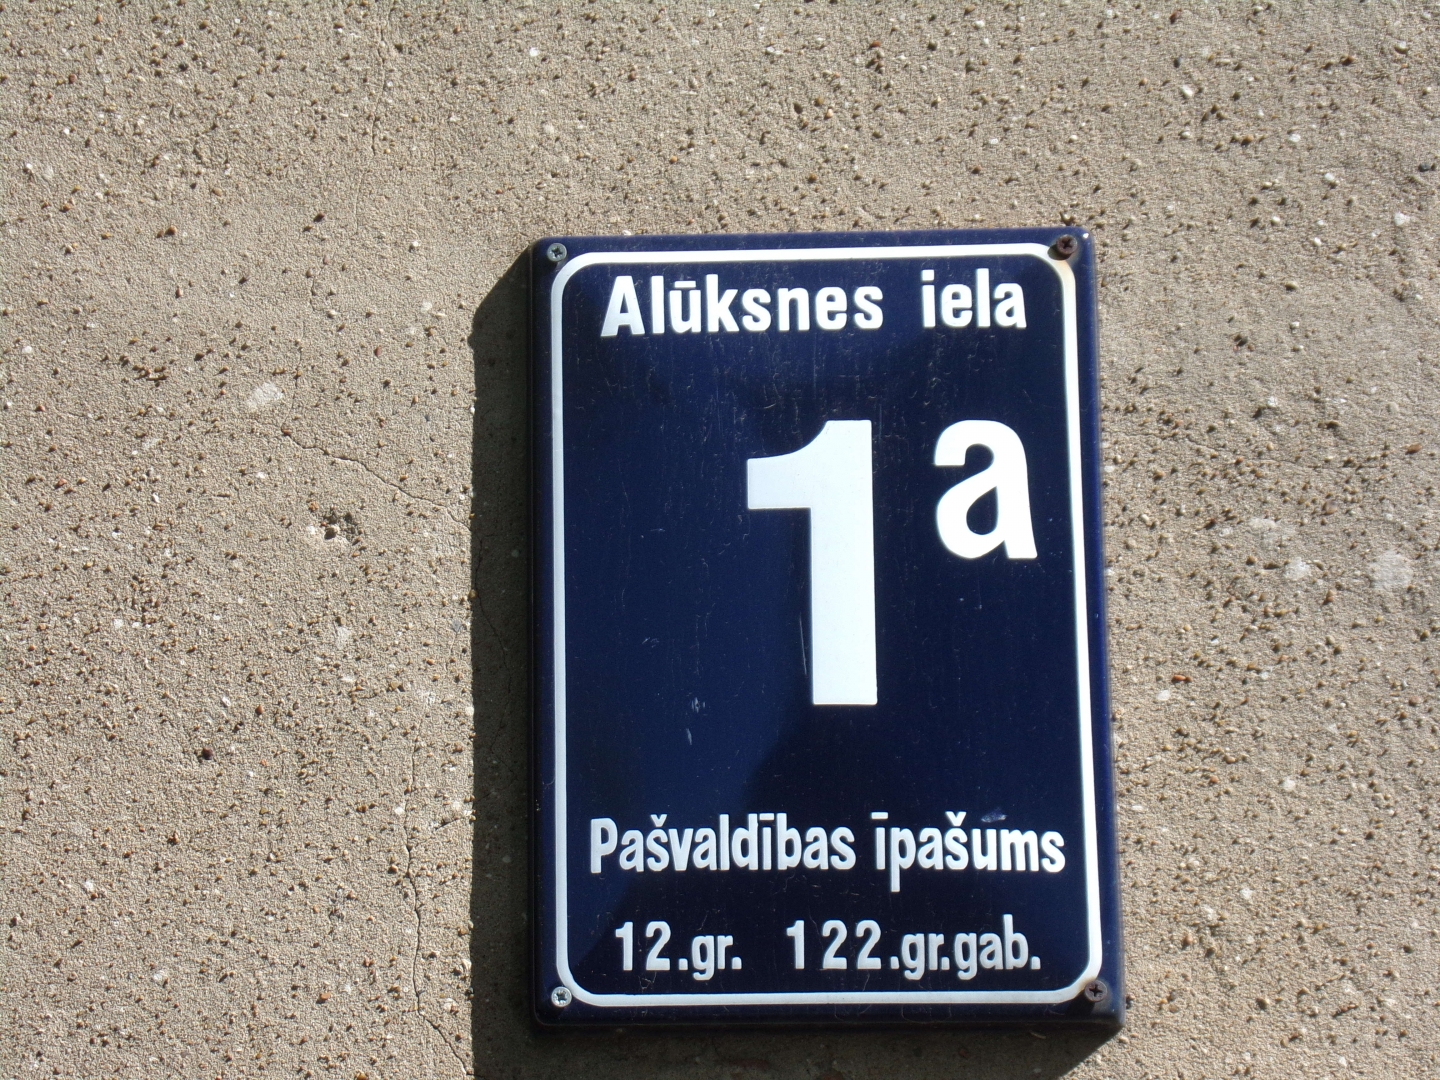 Alūksnes iela
1a
Pašvaldības īpašums
12.gr. 122.gr.gab.